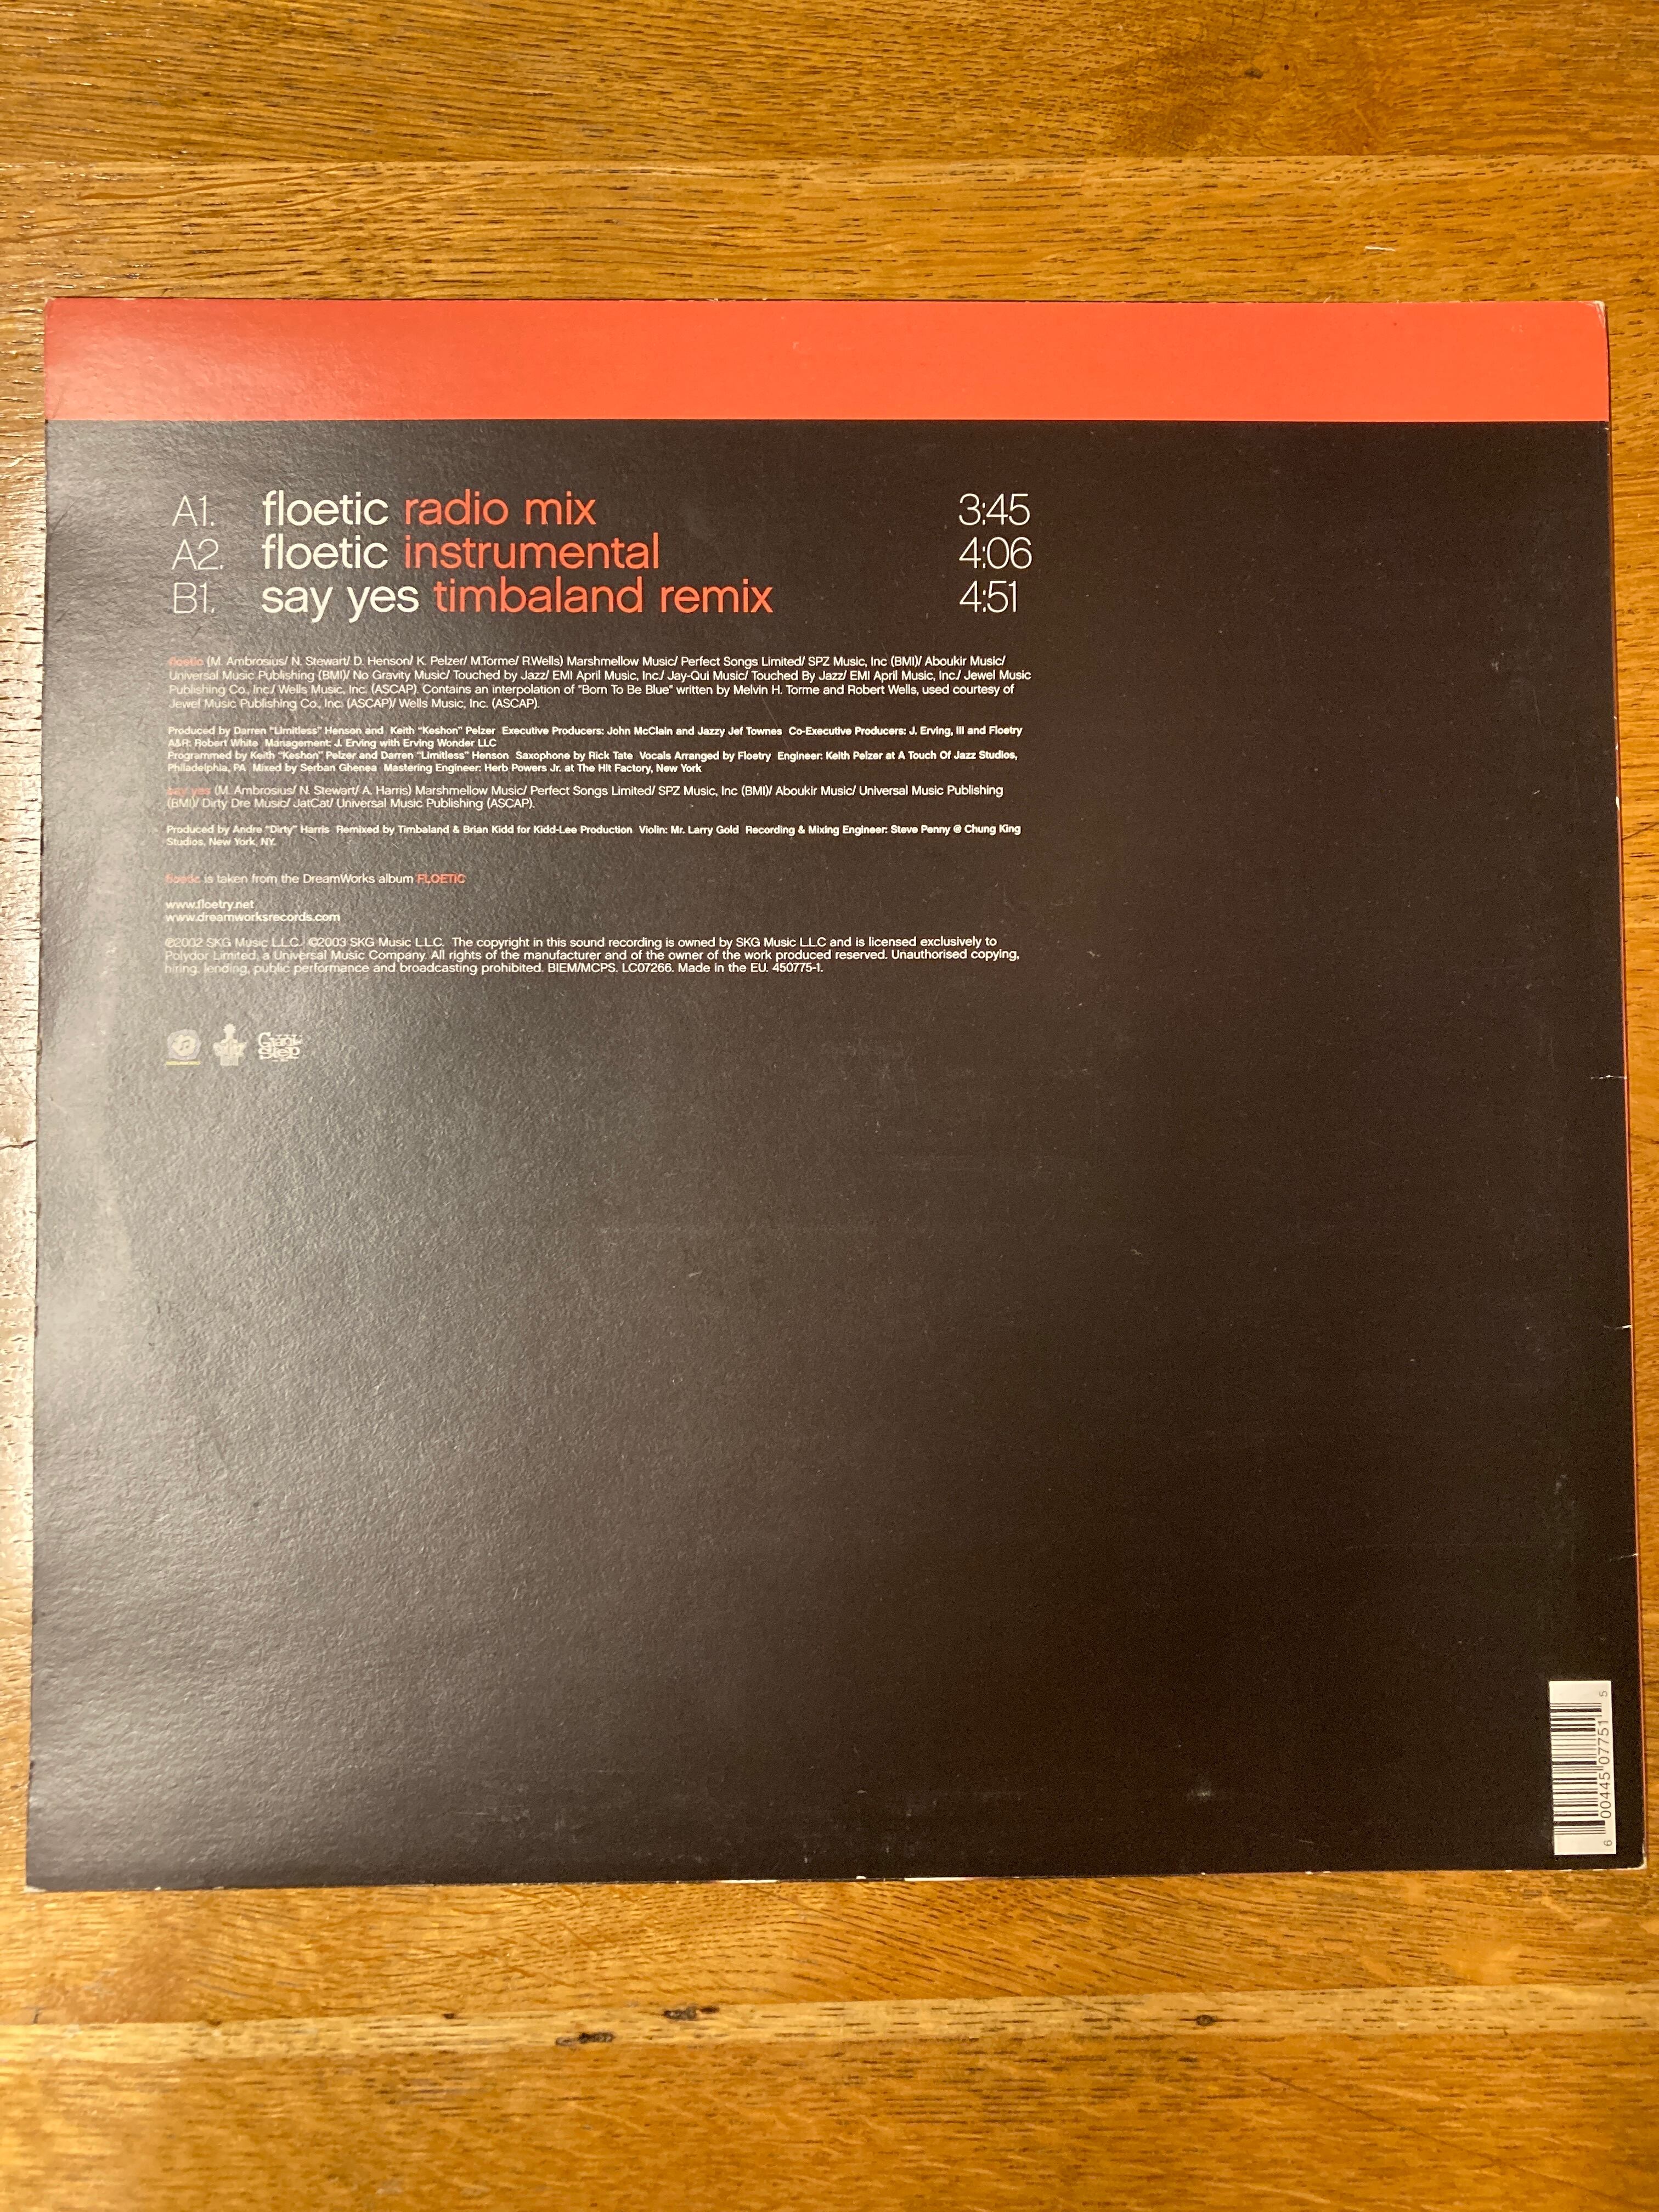 A1. floetic radio mix 3:45
A2. floetic instrumental 4:06
B1. say yes timbaland remix 4:51
floetic (M. Ambrosius/ N. Stewart/ D. Henson/ K. Pelzer/ M.Torme/ R.Wells) Marshmellow Music/ Perfect Songs Limited/ SPZ Music, Inc (BMI)/ Aboukir Music/
Universal Music Publishing (BMI)/ No Gravity Music/ Touched by Jazz/ EMI April Music, Inc./ Jay-Qui Music/ Touched By Jazz/ EMI April Music, Inc./ Jewel Music
Publishing Co., Inc./ Wells Music, Inc. (ASCAP). Contains an interpolation of "Born To Be Blue" written by Melvin H. Torme and Robert Wells, used courtesy of
Jewel Music Publishing Co., Inc. (ASCAP)/ Wells Music, Inc. (ASCAP).
Produced by Darren "Limitless" Henson and Keith "Keshon" Pelzer Executive Producers: John McClain and Jazzy Jef Townes Co-Executive Producers: J. Erving, III and Floetry
A&R: Robert White Management: J. Erving with Erving Wonder LLC
Programmed by Keith "Keshon" Pelzer and Darren "Limitless" Henson Saxophone by Rick Tate Vocals Arranged by Floetry Engineer: Keith Pelzer at A Touch Of Jazz Studios,
Philadelphia, PA Mixed by Serban Ghenea Mastering Engineer: Herb Powers Jr. at The Hit Factory, New York
say yes (M. Ambrosius/ N. Stewart/ A. Harris) Marshmellow Music/ Perfect Songs Limited/ SPZ Music, Inc (BMI)/ Aboukir Music/ Universal Music Publishing
(BMI)/ Dirty Dre Music/ JatCat/ Universal Music Publishing (ASCAP).
Produced by Andre "Dirty" Harris Remixed by Timbaland & Brian Kidd for Kidd-Lee Production Violin: Mr. Larry Gold Recording & Mixing Engineer: Steve Penny @ Chung King
Studios, New York, NY.
floetic is taken from the DreamWorks album FLOETIC
www.floetry.net
www.dreamworksrecords.com
℗2002 SKG Music L.L.C. ©2003 SKG Music L.L.C. The copyright in this sound recording is owned by SKG Music L.L.C and is licensed exclusively to
Polydor Limited, a Universal Music Company. All rights of the manufacturer and of the owner of the work produced reserved. Unauthorised copying,
hiring, lending, public performance and broadcasting prohibited. BIEM/MCPS. LC07266. Made in the EU. 450775-1.
Giant
Step
6 00445 07751 5